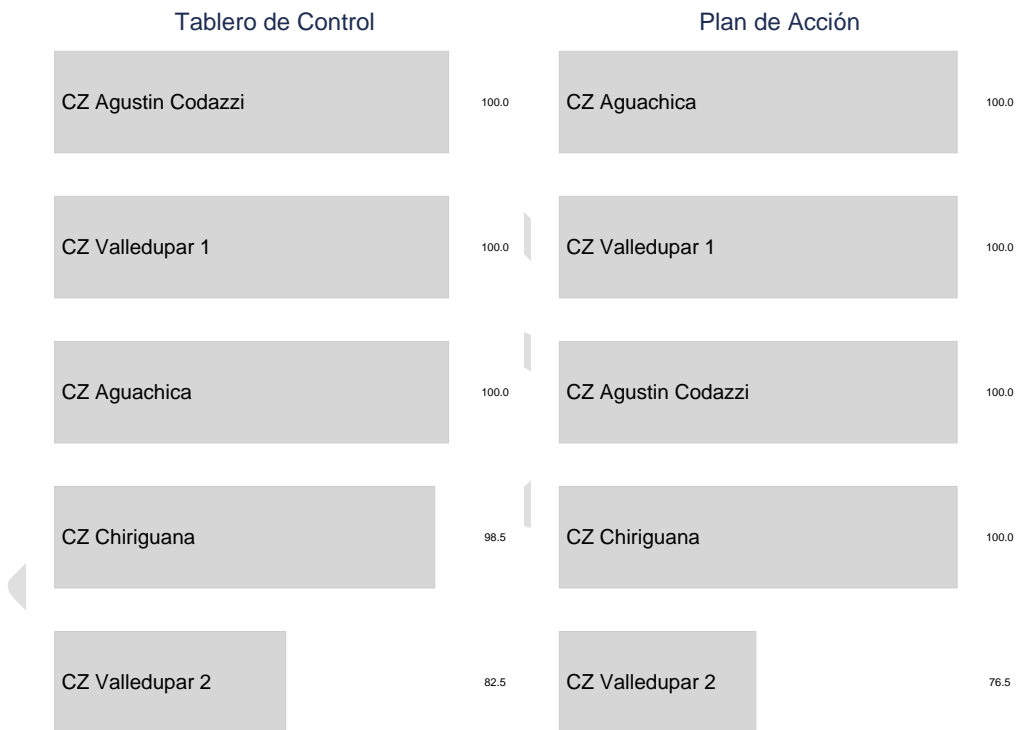 Tablero de Control
CZ Agustin Codazzi 100.0
CZ Valledupar 1 100.0
CZ Aguachica 100.0
CZ Chiriguana 98.5
CZ Valledupar 2 82.5
Plan de Acción
CZ Aguachica 100.0
CZ Valledupar 1 100.0
CZ Agustin Codazzi 100.0
CZ Chiriguana 100.0
CZ Valledupar 2 76.5